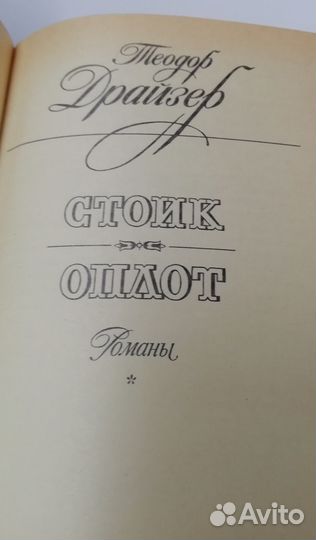 Теодор
Драйзер
СТОИК
ОПЛОТ
Романы
*
Avito